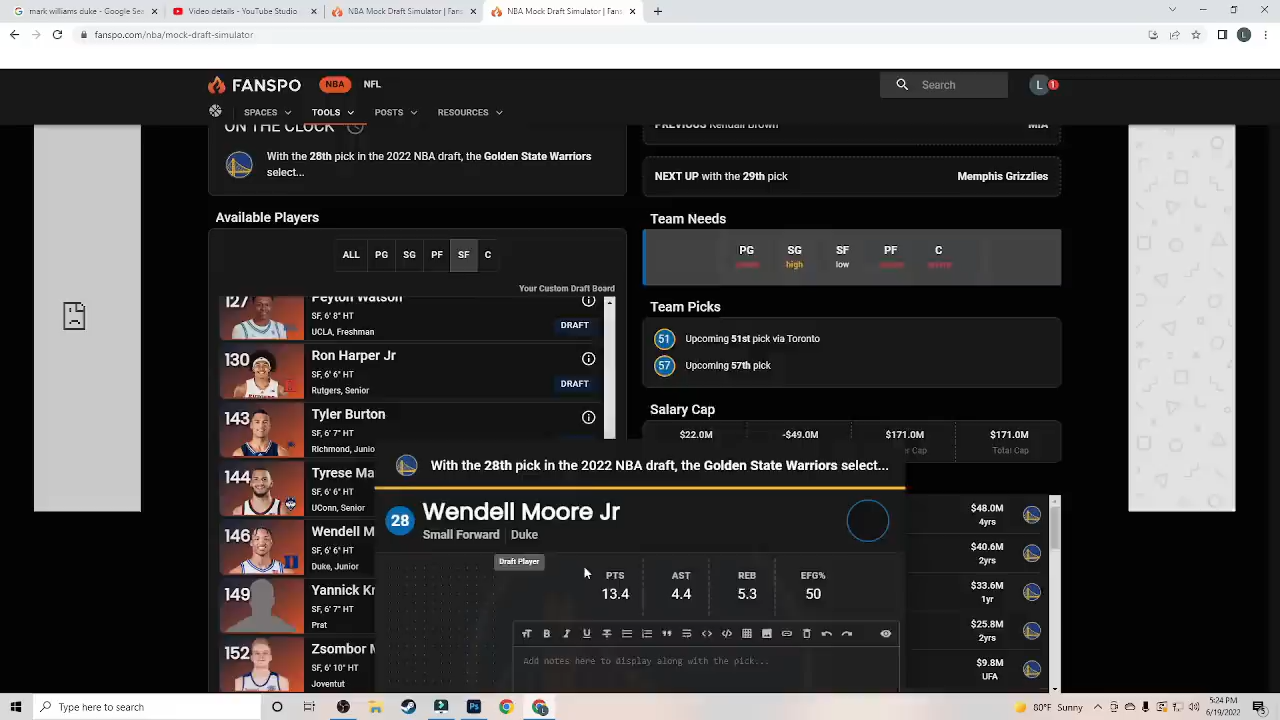 mark williams duke - Google Sea
Video details - YouTube Studio
NBA Mock Draft Simulator | Fans
NBA Mock Draft Simulator | Fans
fanspo.com/nba/mock-draft-simulator
L
FANSPO
NBA
NFL
Search
L
1
SPACES
TOOLS
POSTS
RESOURCES
ON THE CLOCK
With the 28th pick in the 2022 NBA draft, the Golden State Warriors
select...
PREVIOUS Kendall Brown
MIA
NEXT UP with the 29th pick
Memphis Grizzlies
Available Players
ALL
PG
SG
PF
SF
C
Your Custom Draft Board
127
Peyton Watson
SF, 6' 8" HT
UCLA, Freshman
DRAFT
130
Ron Harper Jr
SF, 6' 6" HT
Rutgers, Senior
DRAFT
143
Tyler Burton
SF, 6' 7" HT
Richmond, Junio
144
Tyrese Ma
SF, 6' 6" HT
UConn, Senior
146
Wendell M
SF, 6' 6" HT
Duke, Junior
149
Yannick Kr
SF, 6' 7" HT
Prat
152
Zsombor M
SF, 6' 10" HT
Joventut
Team Needs
PG
SG
SF
PF
C
high
low
Team Picks
51
Upcoming 51st pick via Toronto
57
Upcoming 57th pick
Salary Cap
$22.0M
-$49.0M
$171.0M
$171.0M
r Cap
Total Cap
With the 28th pick in the 2022 NBA draft, the Golden State Warriors select...
28
Wendell Moore Jr
Small Forward
Duke
Draft Player
PTS
AST
REB
EFG%
13.4
4.4
5.3
50
Add notes here to display along with the pick...
$48.0M
4yrs
$40.6M
2yrs
$33.6M
1yr
$25.8M
2yrs
$9.8M
UFA
Type here to search
80°F Sunny
5:24 PM
6/19/2022